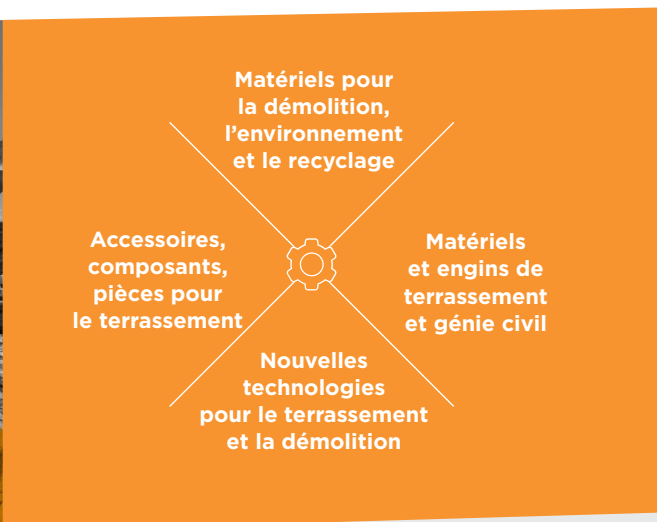 Matériels pour
la démolition,
l’environnement
et le recyclage
Accessoires,
composants,
pièces pour
le terrassement
Matériels
et engins de
terrassement
et génie civil
Nouvelles
technologies
pour le terrassement
et la démolition